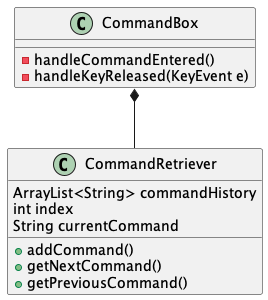 C CommandBox
handleCommandEntered()
handleKeyReleased(KeyEvent e)
C CommandRetriever
ArrayList<String> commandHistory
int index
String currentCommand
addCommand()
getNextCommand()
getPreviousCommand()